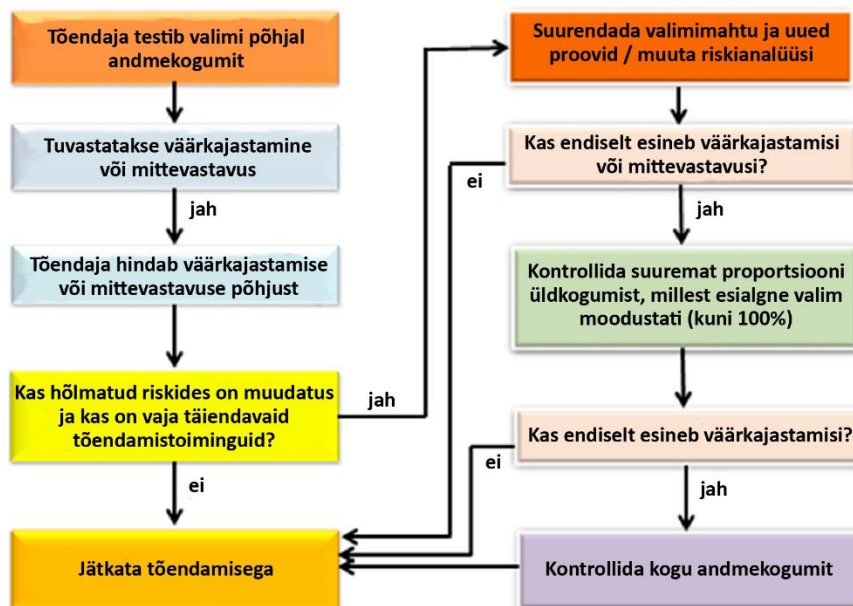 Tõendaja testib valimi põhjal
andmekogumit
Tuvastatakse väärkajastamine
või mittevastavus
jah
Tõendaja hindab väärkajastamise
või mittevastavuse põhjust
Kas hõlmatud riskides on muudatus
ja kas on vaja täiendavaid
tõendamistoiminguid?
jah
ei
Jätkata tõendamisega
Suurendada valimimahtu ja uued
proovid / muuta riskianalüüsi
Kas endiselt esineb väärkajastamisi
või mittevastavusi?
ei
jah
Kontrollida suuremat proportsiooni
üldkogumist, millest esialgne valim
moodustati (kuni 100%)
Kas endiselt esineb väärkajastamisi?
ei
jah
Kontrollida kogu andmekogumit